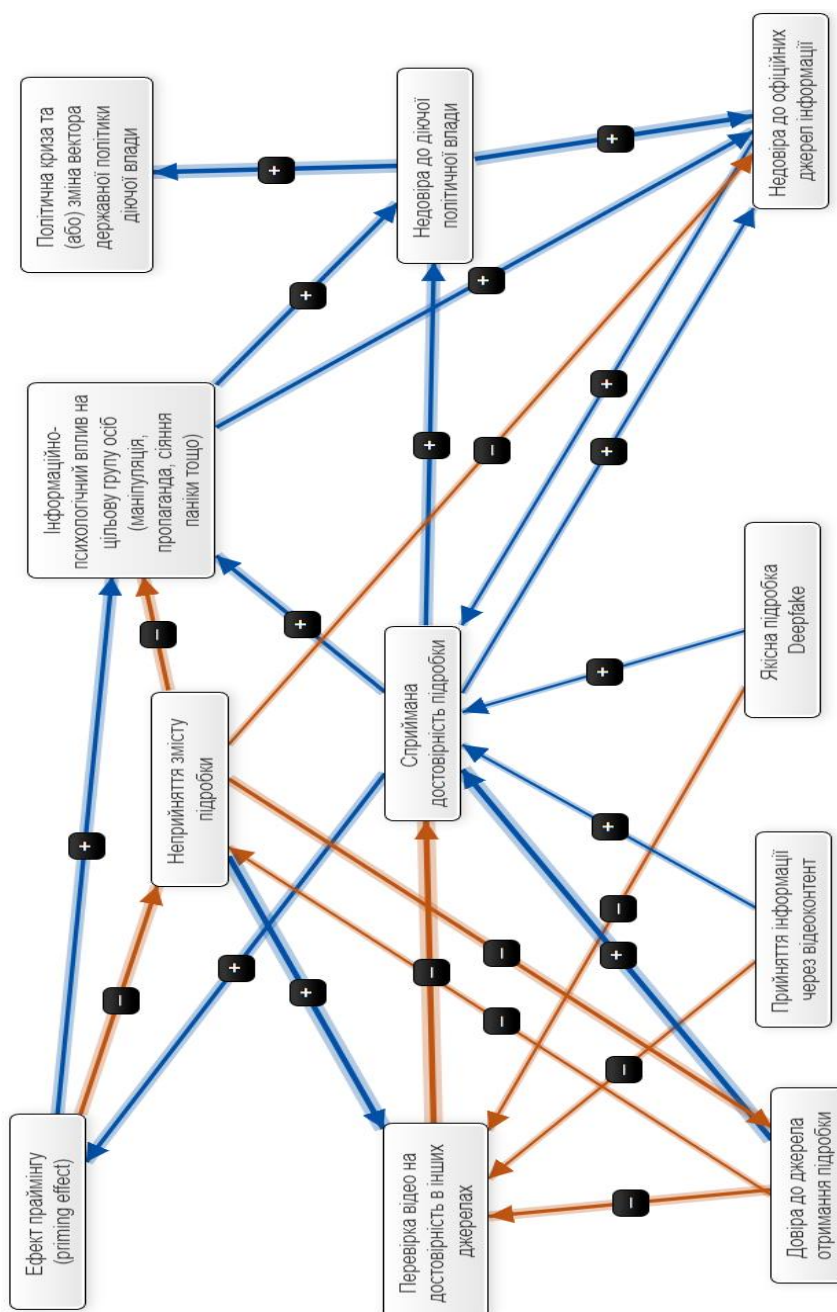 Ефект праймінгу
(priming effect)
Інформаційно-
психологічний вплив на
цільову групу осіб
(маніпуляція,
пропаганда, сіяння
паніки тощо)
Політична криза та
(або) зміна вектора
державної політики
діючої влади
+
−
−
Неприйняття змісту
підробки
+
+
+
+
+
Перевірка відео на
достовірність в інших
джерелах
−
Сприймана
достовірність підробки
+
Недовіра до діючої
політичної влади
−
−
−
+
−
−
+
−
+
+
+
+
+
Довіра до джерела
отримання підробки
Прийняття інформації
через відеоконтент
Якісна підробка
Deepfake
Недовіра до офіційних
джерел інформації